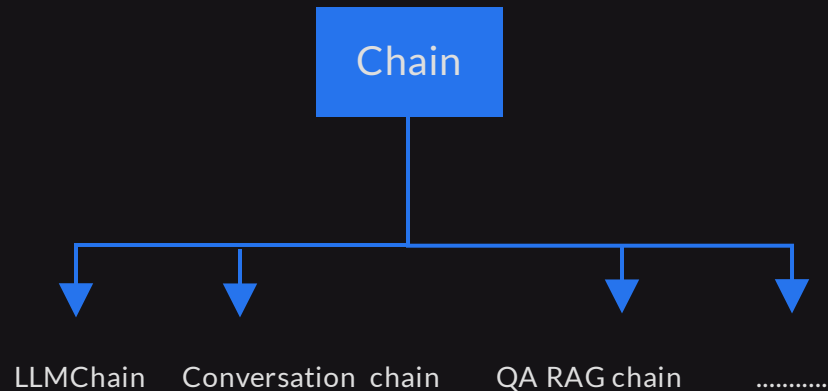 Chain
LLMChain Conversation chain QA RAG chain ...........